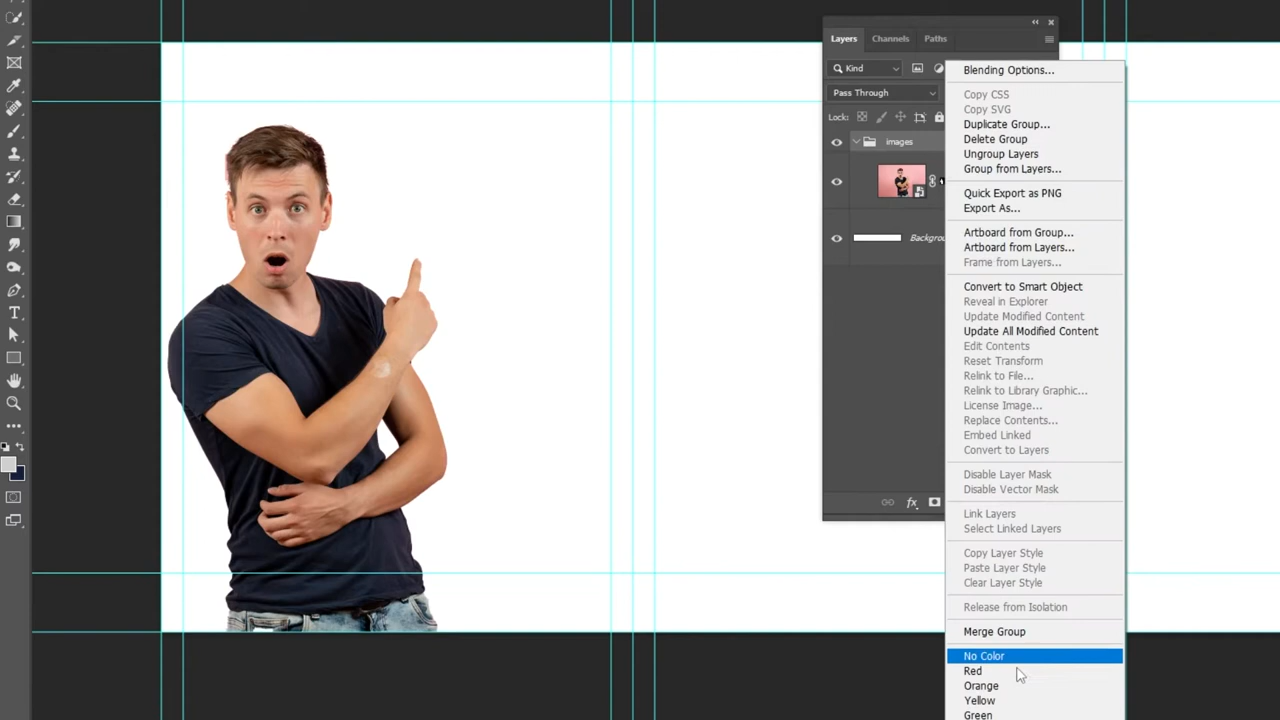 Layers Channels Paths
Kind
Pass Through
Lock:
images
Backgrou
Blending Options...
Copy CSS
Copy SVG
Duplicate Group...
Delete Group
Ungroup Layers
Group from Layers...
Quick Export as PNG
Export As...
Artboard from Group...
Artboard from Layers...
Frame from Layers...
Convert to Smart Object
Reveal in Explorer
Update Modified Content
Update All Modified Content
Edit Contents
Reset Transform
Relink to File...
Relink to Library Graphic...
License Image...
Replace Contents...
Embed Linked
Convert to Layers
Disable Layer Mask
Disable Vector Mask
Link Layers
Select Linked Layers
Copy Layer Style
Paste Layer Style
Clear Layer Style
Release from Isolation
Merge Group
No Color
Red
Orange
Yellow
Green